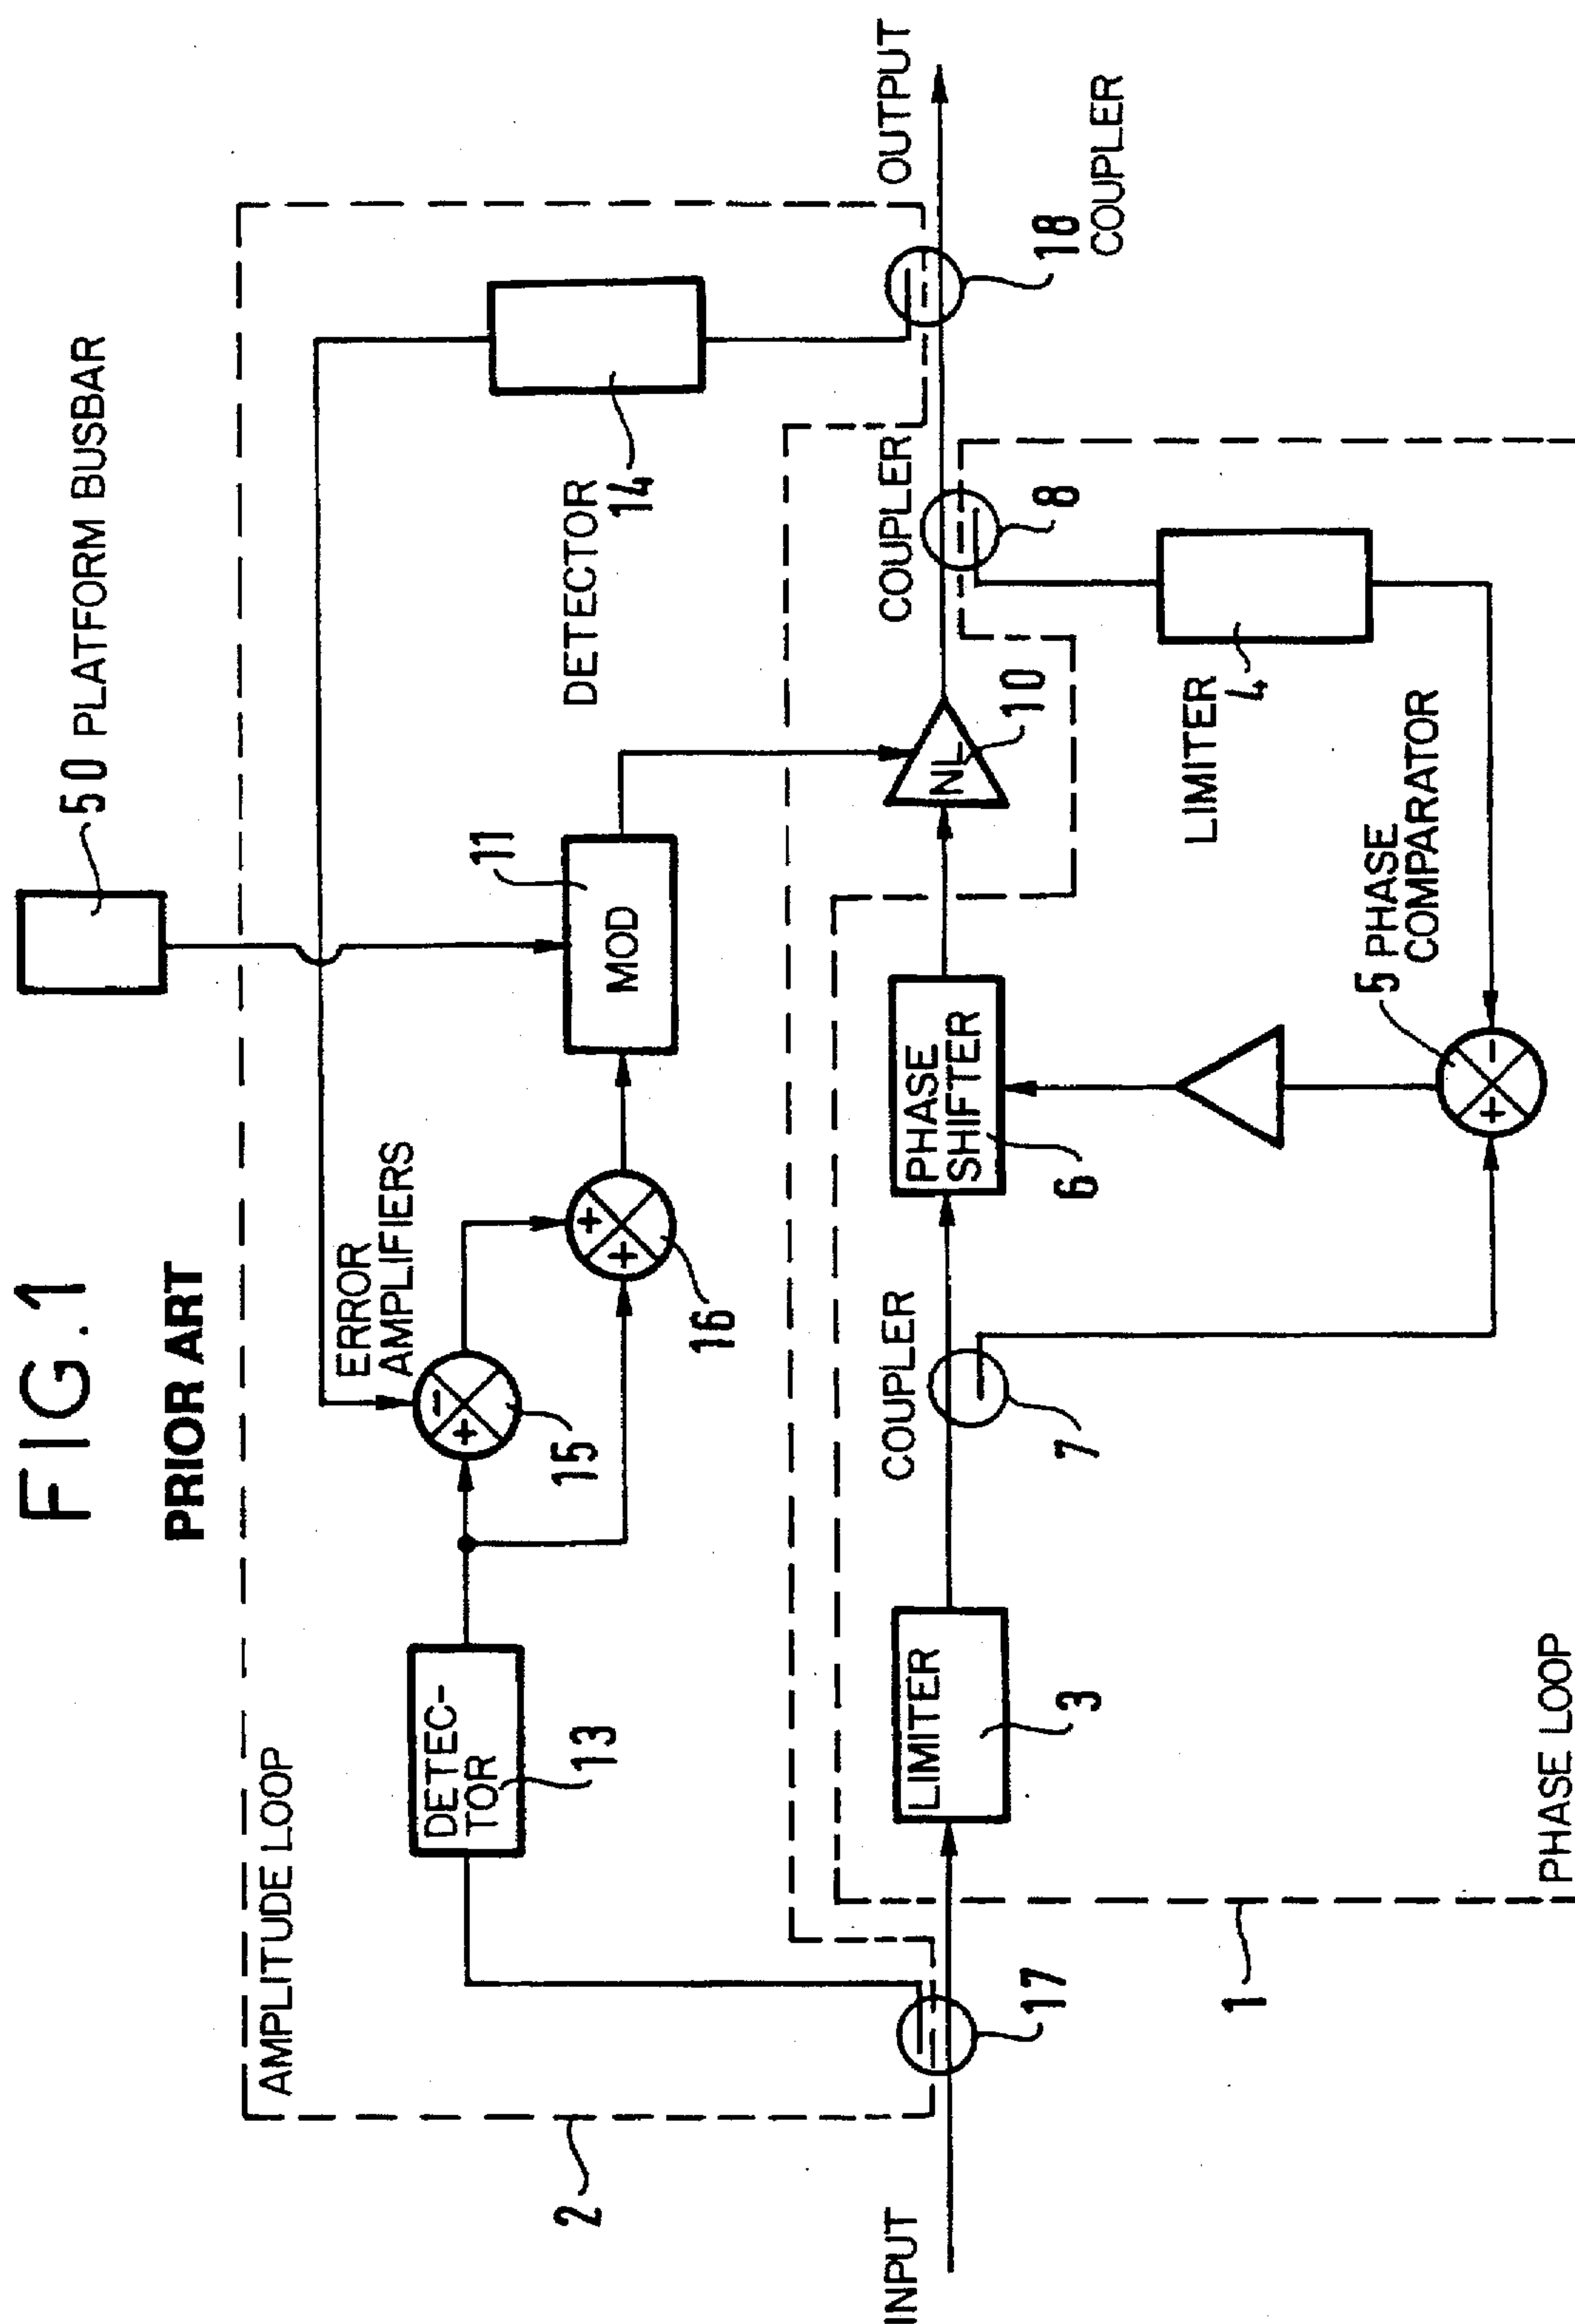 FIG.1
PRIOR ART
50 PLATFORM BUSBAR
AMPLITUDE LOOP
2
ERROR
AMPLIFIERS
DETEC-
TOR
13
+
-
15
+
+
16
11
MOD
DETECTOR
14
INPUT
17
LIMITER
3
COUPLER
7
PHASE
SHIFTER
6
NL
10
COUPLER
8
OUTPUT
18
COUPLER
LIMITER
4
5 PHASE
COMPARATOR
+
-
1
PHASE LOOP